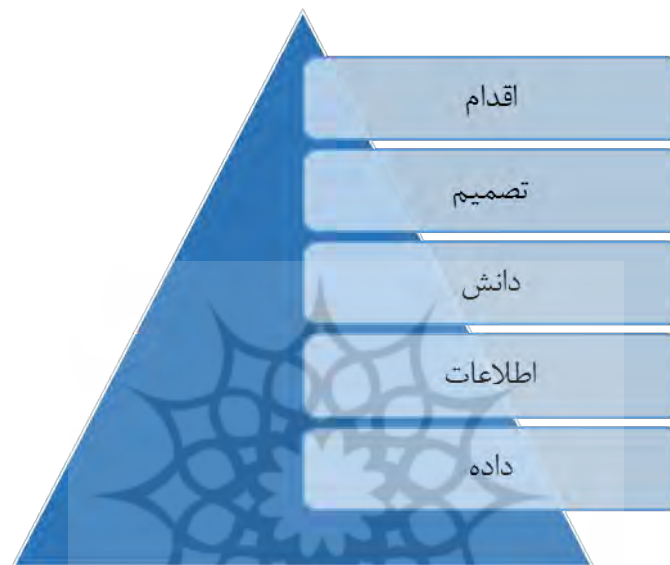 اقدام
تصمیم
دانش
اطلاعات
داده